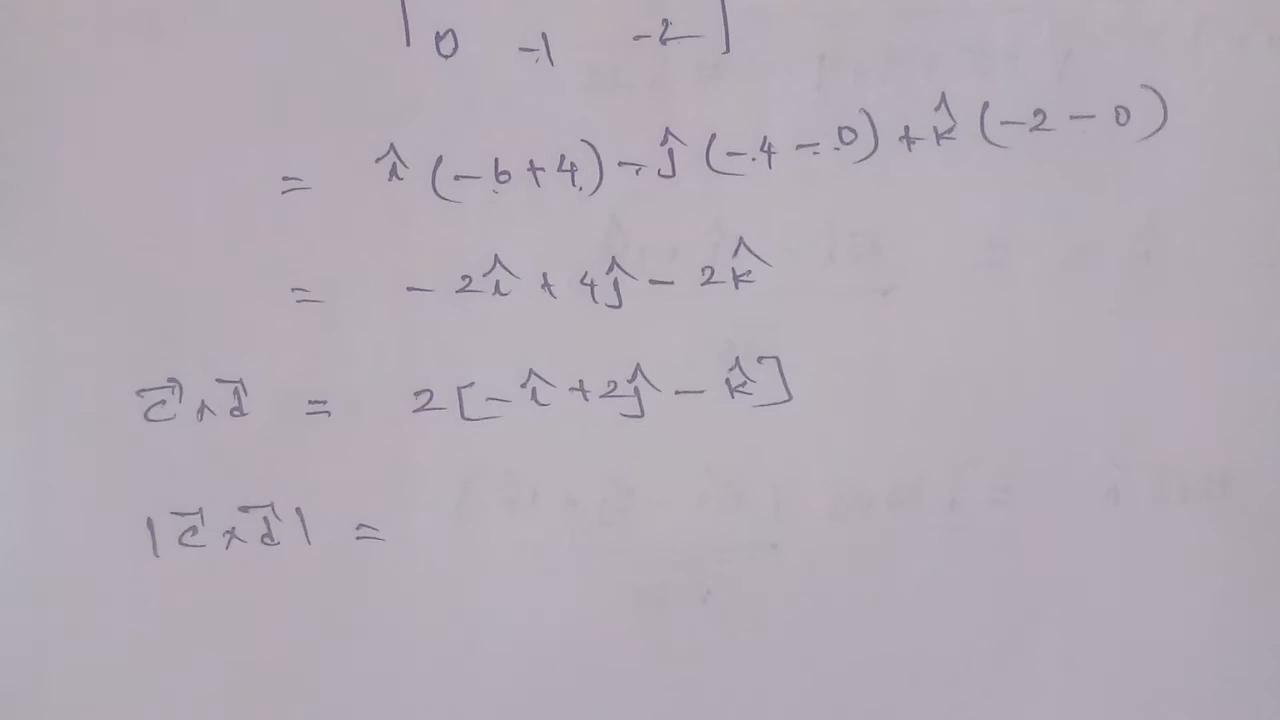 | 0 -1 -2 |
= î (-6+4) - ĵ (-4-0) + k̂ (-2-0)
= -2î + 4ĵ - 2k̂
c⃗ × d⃗ = 2[-î + 2ĵ - k̂]
|c⃗ × d⃗| =